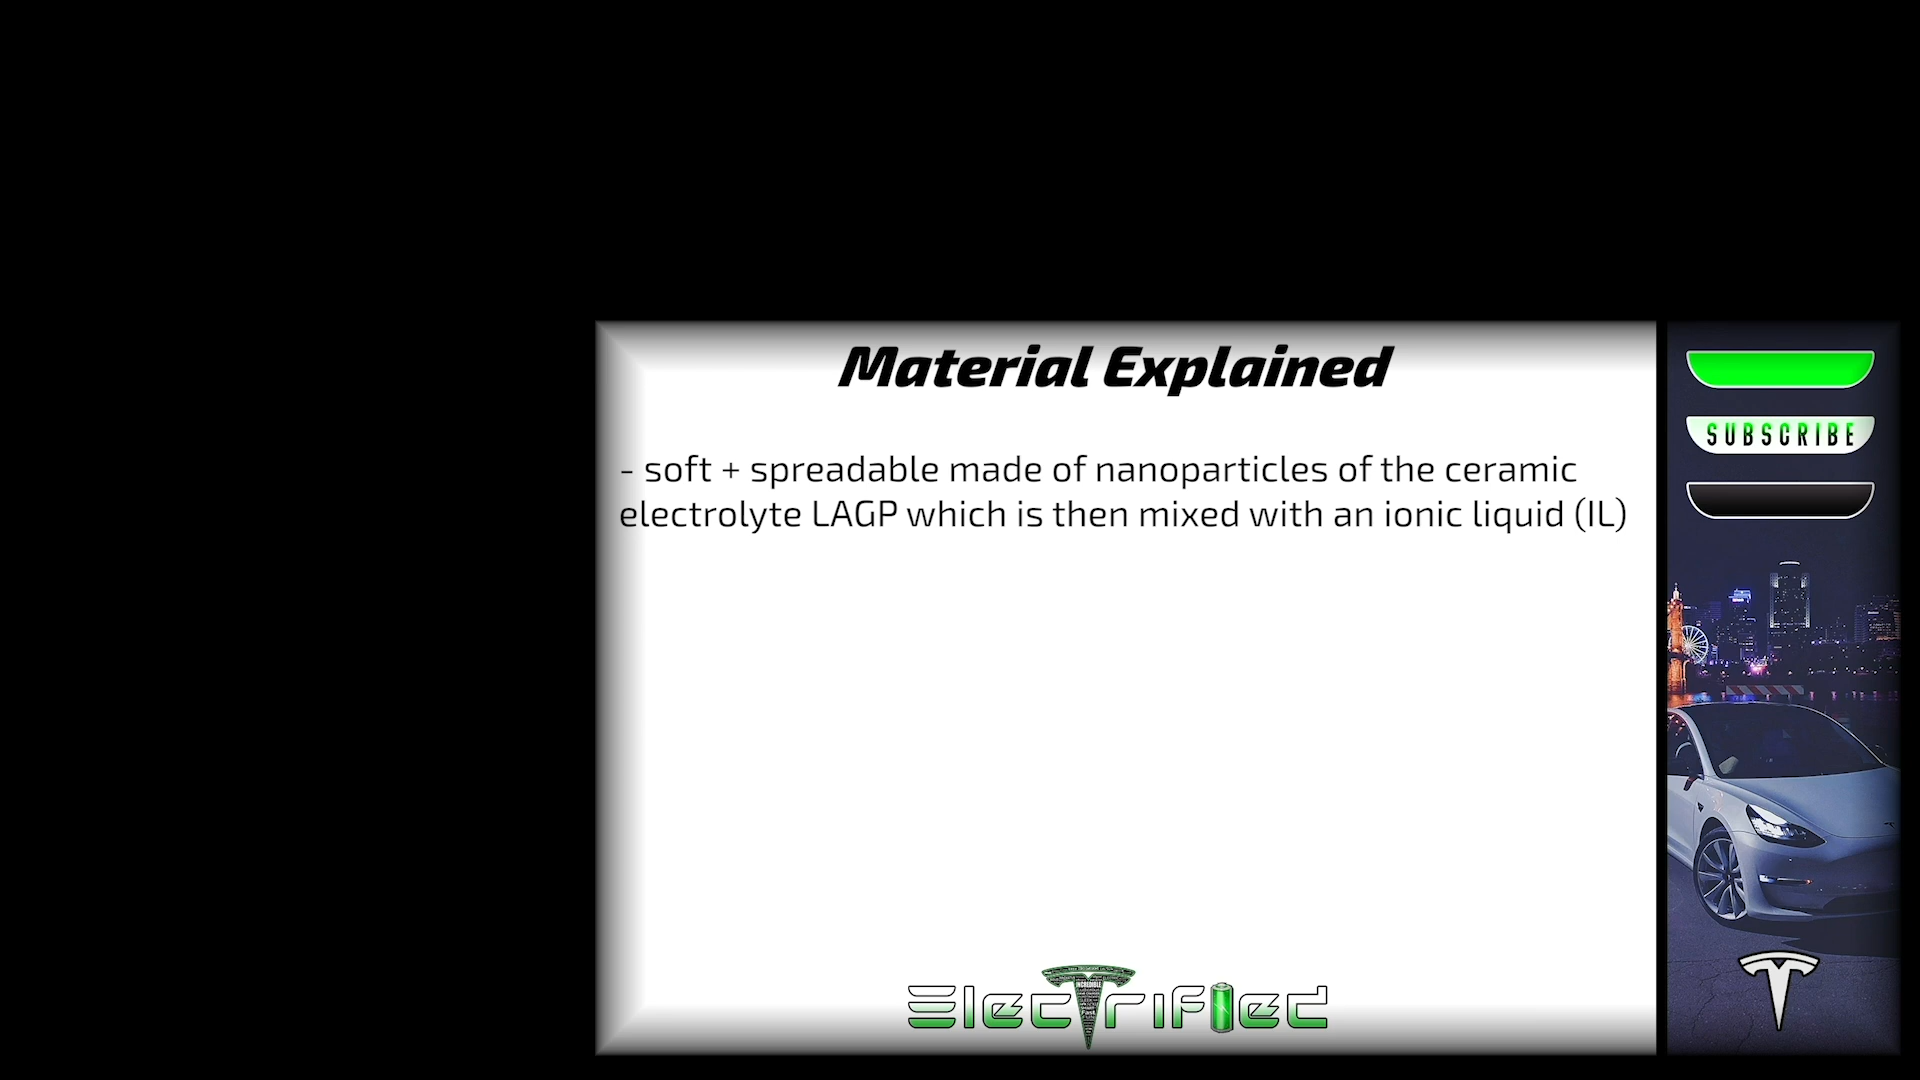 Material Explained
- soft + spreadable made of nanoparticles of the ceramic
electrolyte LAGP which is then mixed with an ionic liquid (IL)
SUBSCRIBE
Electrified